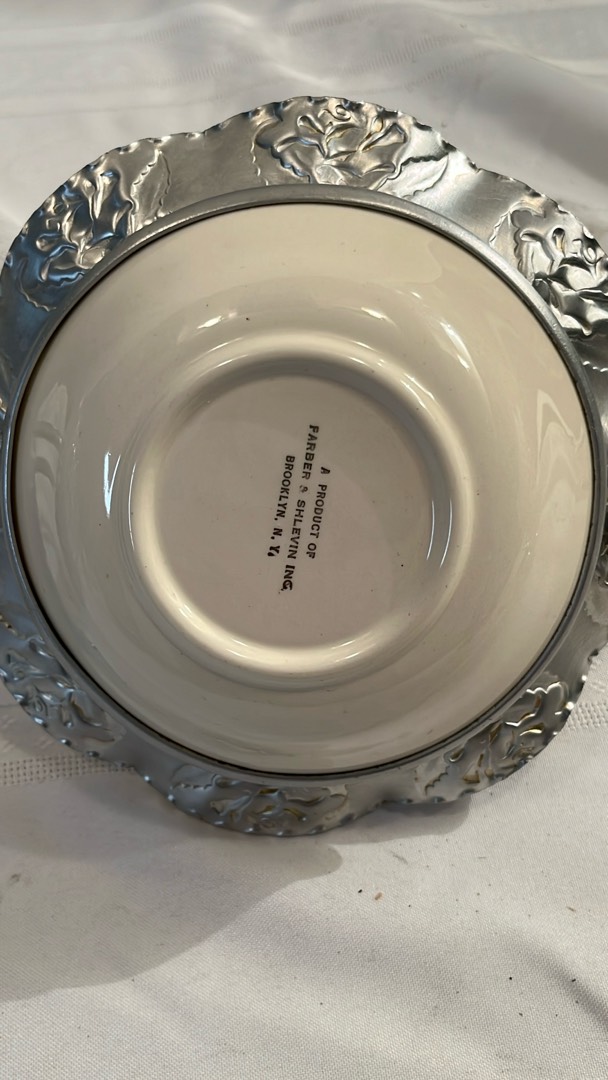 A PRODUCT OF
FARBER & SHLEVIN INC.
BROOKLYN, N. Y.